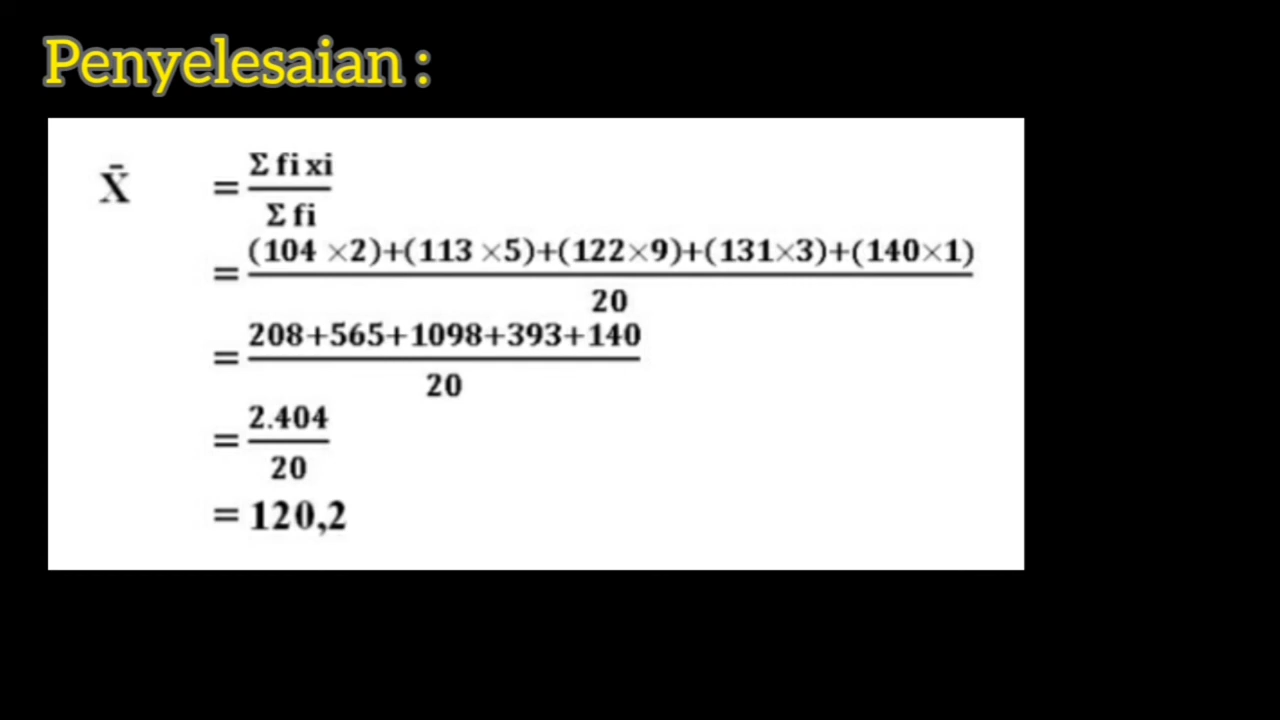 Penyelesaian :
X̄ = Σ fi xi / Σ fi
= (104 ×2)+(113 ×5)+(122×9)+(131×3)+(140×1) / 20
= 208+565+1098+393+140 / 20
= 2.404 / 20
= 120,2